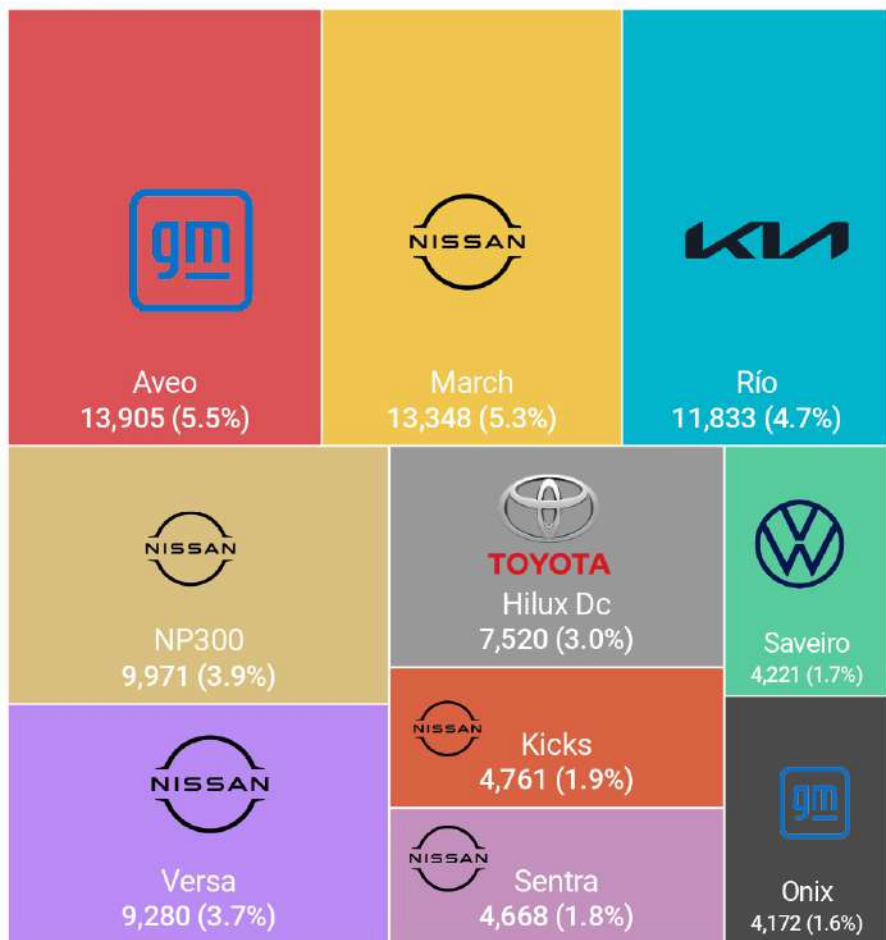 gm
Aveo
13,905 (5.5%)
NISSAN
March
13,348 (5.3%)
KIA
Río
11,833 (4.7%)
NISSAN
NP300
9,971 (3.9%)
TOYOTA
Hilux Dc
7,520 (3.0%)
VW
Saveiro
4,221 (1.7%)
NISSAN
Kicks
4,761 (1.9%)
NISSAN
Versa
9,280 (3.7%)
NISSAN
Sentra
4,668 (1.8%)
gm
Onix
4,172 (1.6%)